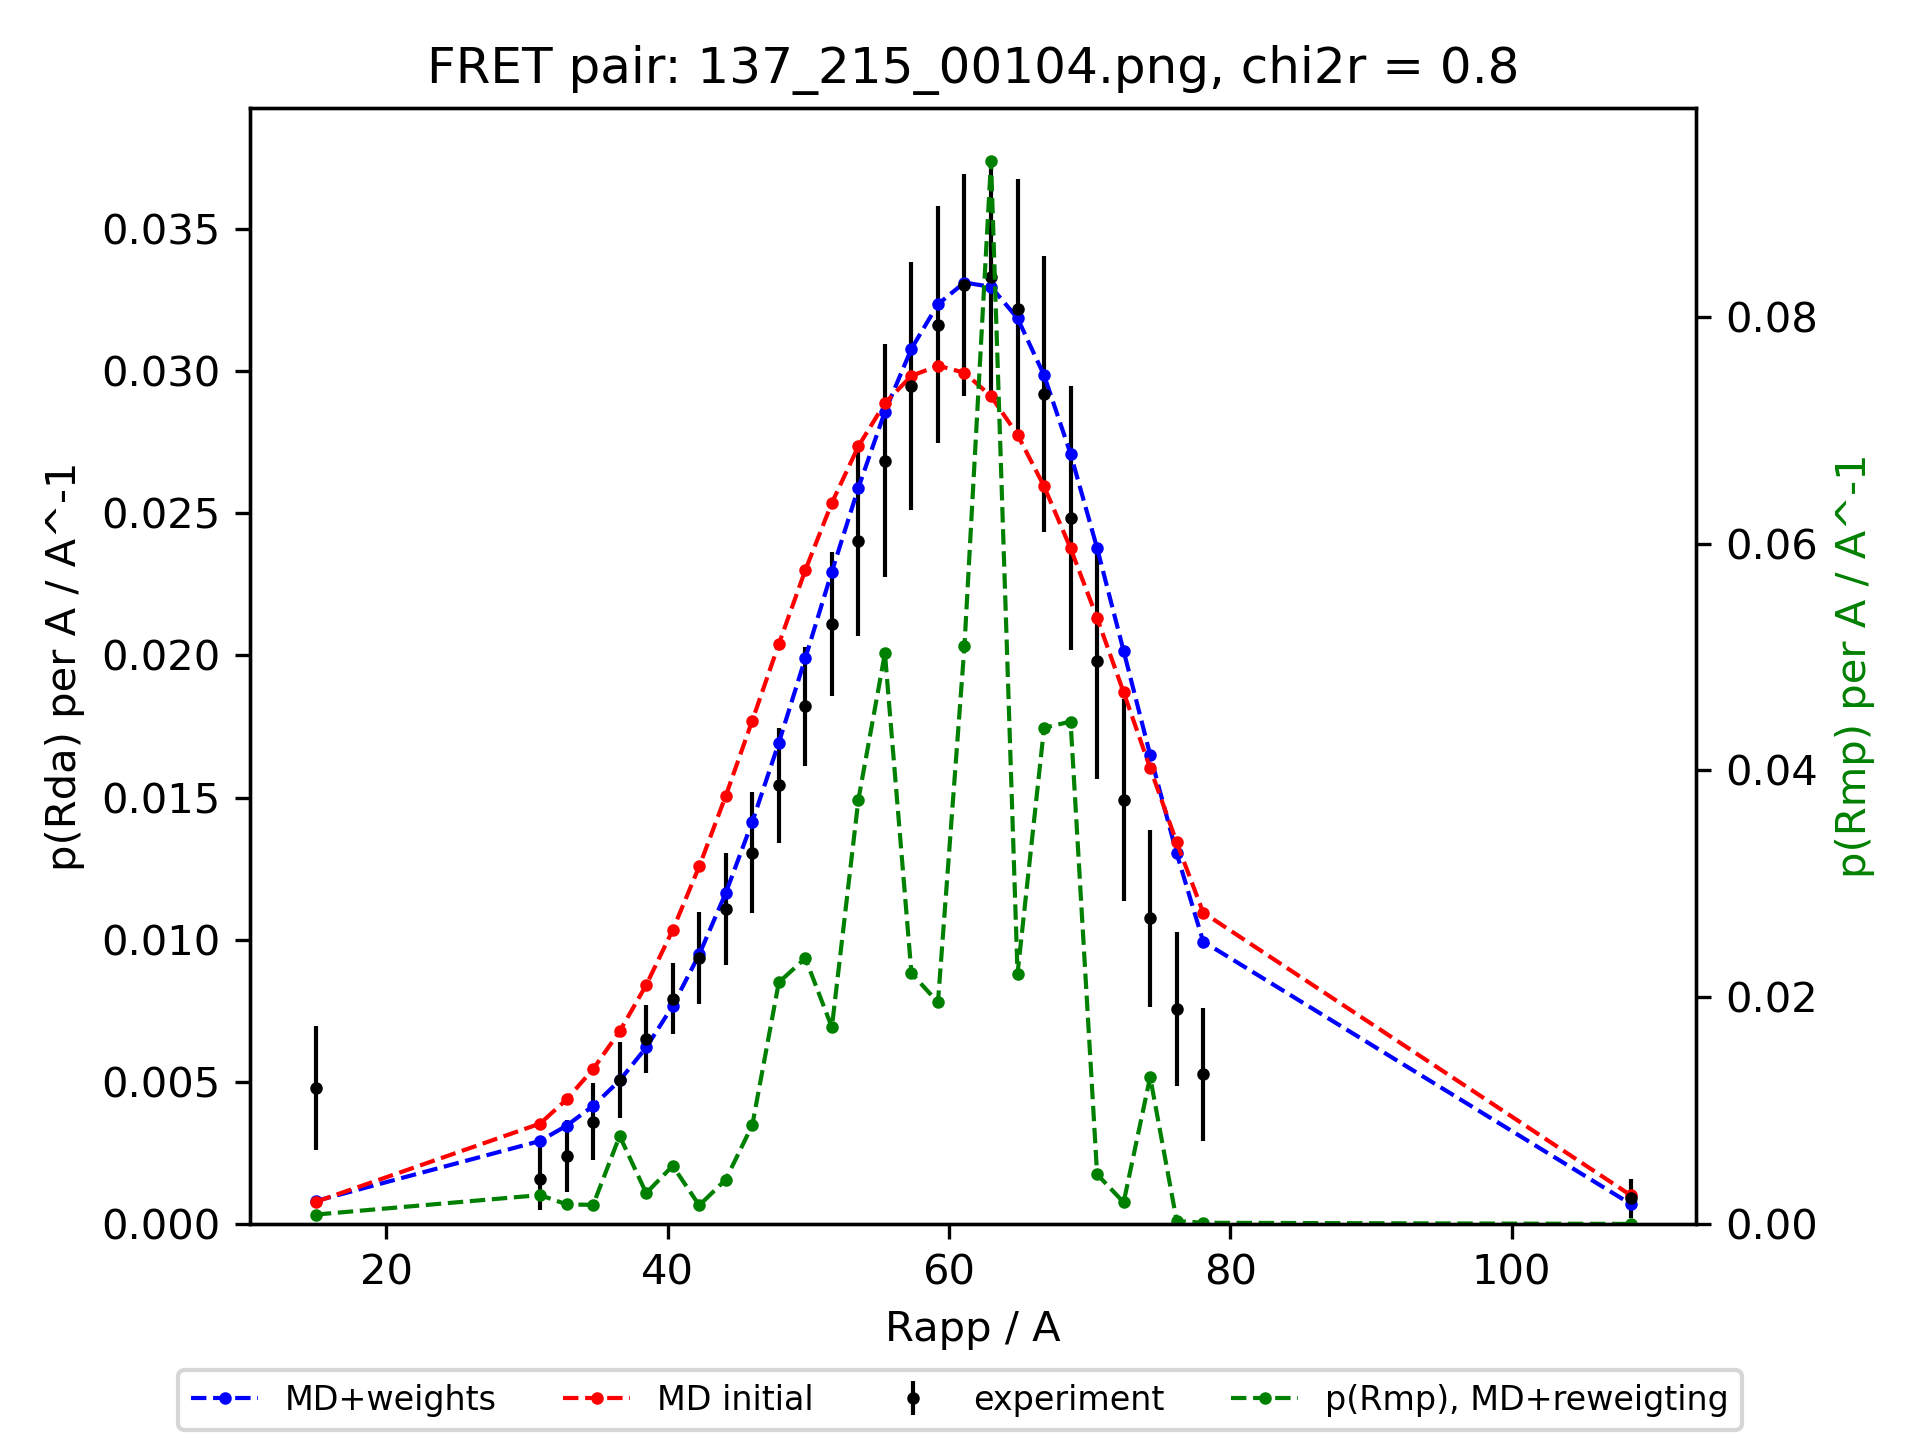 FRET pair: 137_215_00104.png, chi2r = 0.8
p(Rda) per A / A^-1
0.035
0.030
0.025
0.020
0.015
0.010
0.005
0.000
0.08
0.06
0.04
0.02
0.00
p(Rmp) per A / A^-1
20 40 60 80 100
Rapp / A
MD+weights MD initial experiment p(Rmp), MD+reweigting